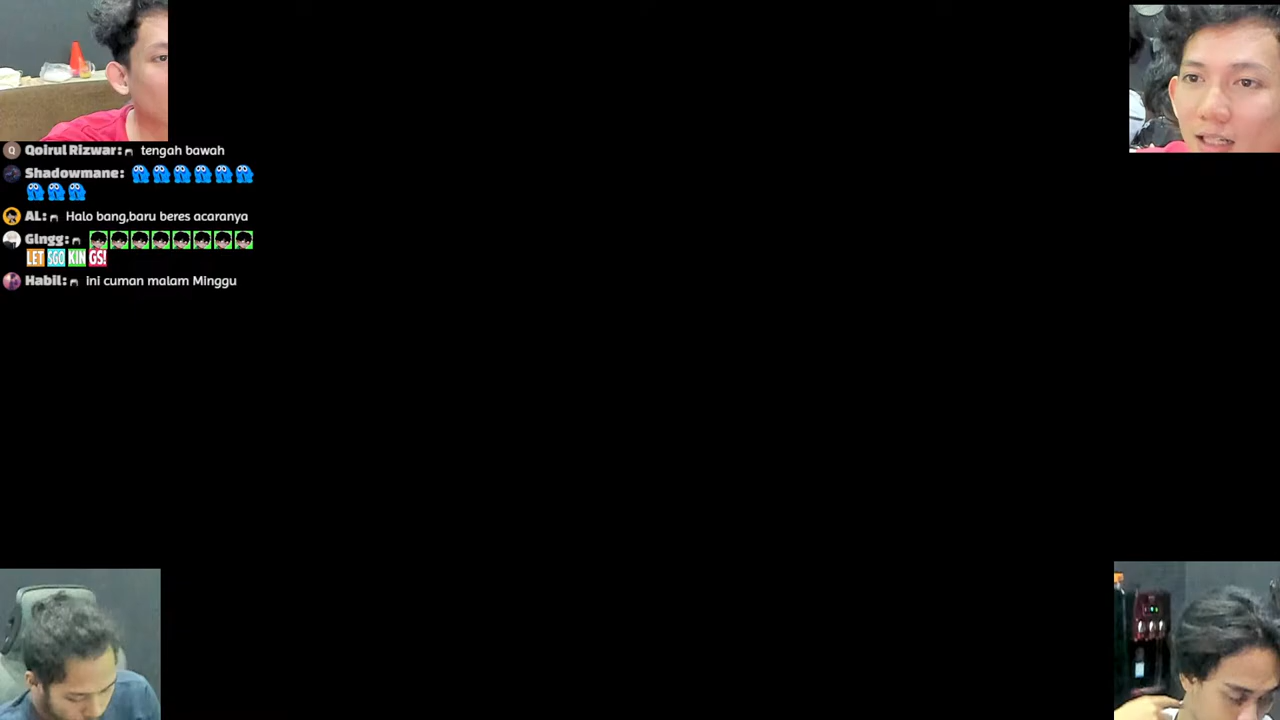 Qoirul Rizwar: tengah bawah
Shadowmane:
AL: Halo bang,baru beres acaranya
Gingg:
LET SGO KIN GS!
Habil: ini cuman malam Minggu